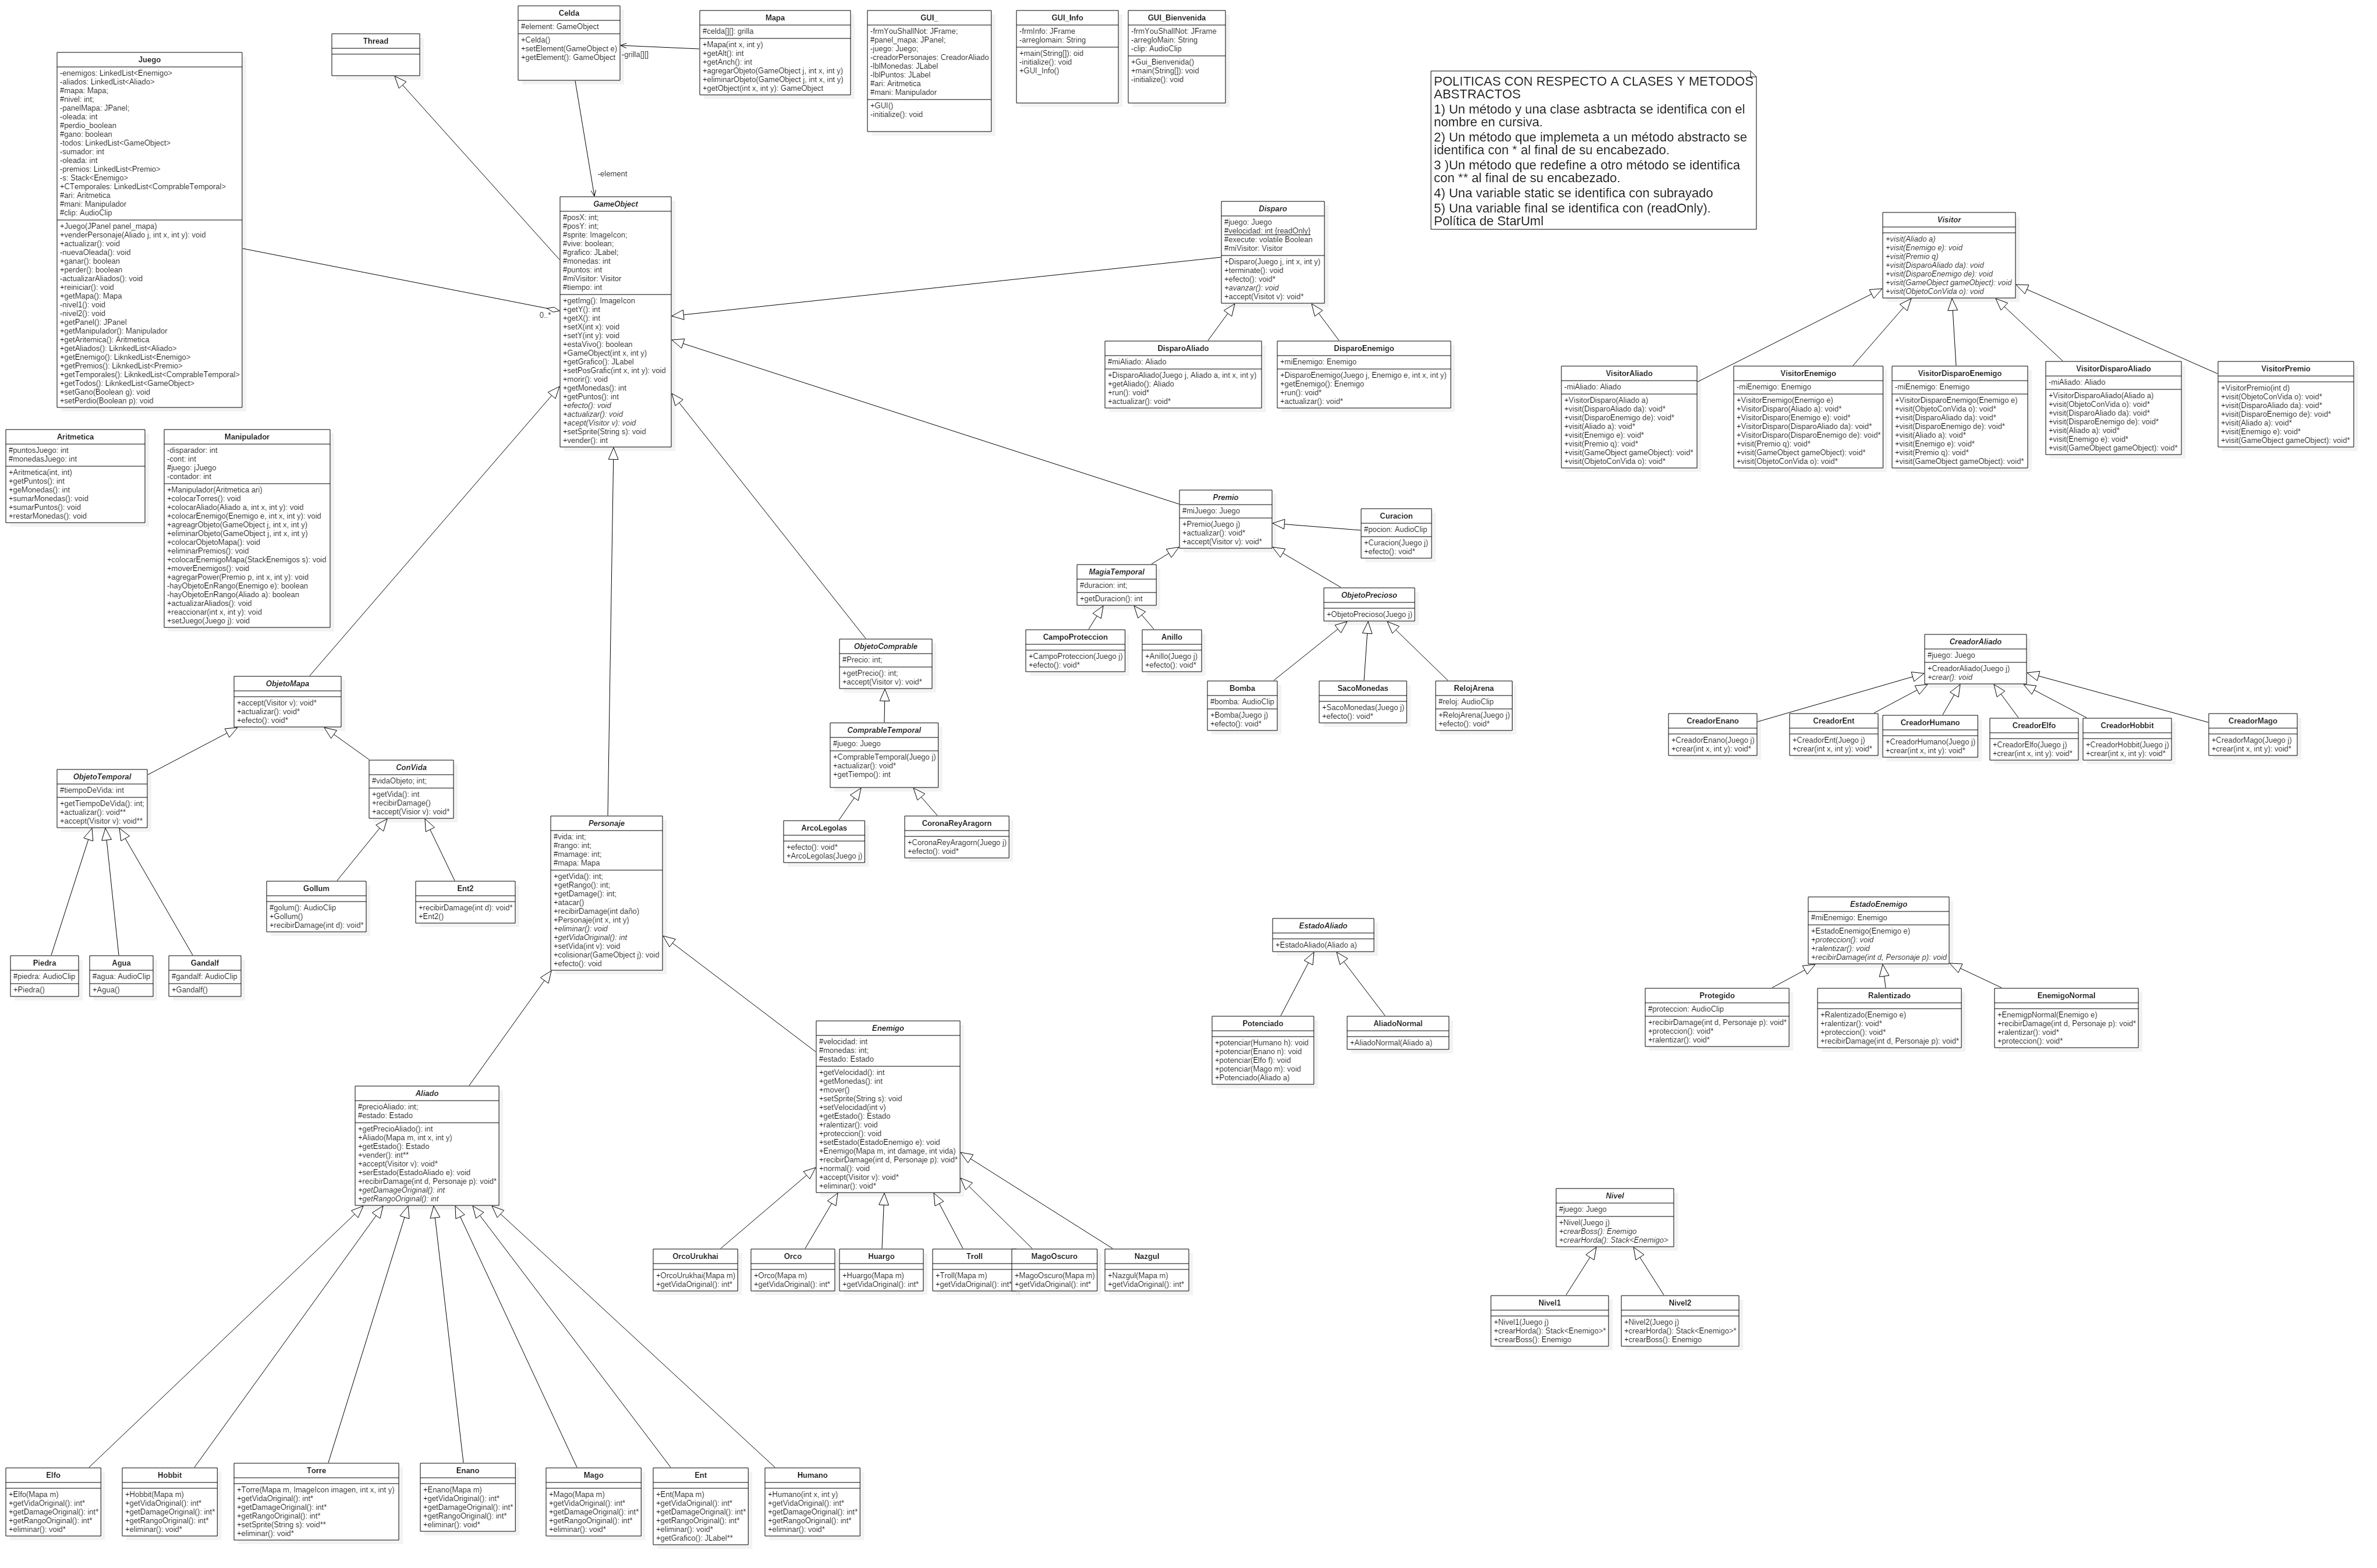 Juego
-enemigos: LinkedList<Enemigo>
-aliados: LinkedList<Aliado>
#mapa: Mapa;
#nivel: int;
-panelMapa: JPanel;
-oleada: int
#perdio_boolean
#gano: boolean
-todos: LinkedList<GameObject>
-sumador: int
-oleada: int
-premios: LinkedList<Premio>
-s: Stack<Enemigo>
+CTemporales: LinkedList<ComprableTemporal>
#ari: Aritmetica
#mani: Manipulador
#clip: AudioClip
+Juego(JPanel panel_mapa)
+venderPersonaje(Aliado j, int x, int y): void
+actualizar(): void
-nuevaOleada(): void
+ganar(): boolean
+perder(): boolean
-actualizarAliados(): void
+reiniciar(): void
+getMapa(): Mapa
-nivel1(): void
-nivel2(): void
+getPanel(): JPanel
+getManipulador(): Manipulador
+getAritemica(): Aritmetica
+getAliados(): LiknkedList<Aliado>
+getEnemigo(): LiknkedList<Enemigo>
+getPremios(): LiknkedList<Premio>
+getTemporales(): LiknkedList<ComprableTemporal>
+getTodos(): LiknkedList<GameObject>
+setGano(Boolean g): void
+setPerdio(Boolean p): void
Thread
Celda
#element: GameObject
+Celda()
+setElement(GameObject e)
+getElement(): GameObject
-grilla[][]
-element
0..*
Mapa
#celda[][]: grilla
+Mapa(int x, int y)
+getAlt(): int
+getAnch(): int
+agregarObjeto(GameObject j, int x, int y)
+eliminarObjeto(GameObject j, int x, int y)
+getObject(int x, int y): GameObject
GUI_
-frmYouShallNot: JFrame;
#panel_mapa: JPanel;
-juego: Juego;
-creadorPersonajes: CreadorAliado
-lblMonedas: JLabel
-lblPuntos: JLabel
#ari: Aritmetica
#mani: Manipulador
+GUI()
-initialize(): void
GUI_Info
-frmInfo: JFrame
-arreglomain: String
+main(String[]): oid
-initialize(): void
+GUI_Info()
GUI_Bienvenida
-frmYouShallNot: JFrame
-arregloMain: String
-clip: AudioClip
+Gui_Bienvenida()
+main(String[]): void
-initialize(): void
POLITICAS CON RESPECTO A CLASES Y METODOS
ABSTRACTOS
1) Un método y una clase asbtracta se identifica con el
nombre en cursiva.
2) Un método que implemeta a un método abstracto se
identifica con * al final de su encabezado.
3 )Un método que redefine a otro método se identifica
con ** al final de su encabezado.
4) Una variable static se identifica con subrayado
5) Una variable final se identifica con (readOnly).
Política de StarUml
GameObject
#posX: int;
#posY: int;
#sprite: ImageIcon;
#vive: boolean;
#grafico: JLabel;
#monedas: int
#puntos: int
#miVisitor: Visitor
#tiempo: int
+getImg(): ImageIcon
+getY(): int
+getX(): int
+setX(int x): void
+setY(int y): void
+estaVivo(): boolean
+GameObject(int x, int y)
+getGrafico(): JLabel
+setPosGrafic(int x, int y): void
+morir(): void
+getMonedas(): int
+getPuntos(): int
+efecto(): void
+actualizar(): void
+acept(Visitor v): void
+setSprite(String s): void
+vender(): int
Disparo
#juego: Juego
#velocidad: int {readOnly}
#execute: volatile Boolean
#miVisitor: Visitor
+Disparo(Juego j, int x, int y)
+terminate(): void
+efecto(): void*
+avanzar(): void
+accept(Visitot v): void*
DisparoAliado
#miAliado: Aliado
+DisparoAliado(Juego j, Aliado a, int x, int y)
+getAliado(): Aliado
+run(): void*
+actualizar(): void*
DisparoEnemigo
+miEnemigo: Enemigo
+DisparoEnemigo(Juego j, Enemigo e, int x, int y)
+getEnemigo(): Enemigo
+run(): void*
+actualizar(): void*
Visitor
+visit(Aliado a)
+visit(Enemigo e): void
+visit(Premio q)
+visit(DisparoAliado da): void
+visit(DisparoEnemigo de): void
+visit(GameObject gameObject): void
+visit(ObjetoConVida o): void
VisitorAliado
-miAliado: Aliado
+VisitorDisparo(Aliado a)
+visit(DisparoAliado da): void*
+visit(DisparoEnemigo de): void*
+visit(Aliado a): void*
+visit(Enemigo e): void*
+visit(Premio q): void*
+visit(GameObject gameObject): void*
+visit(ObjetoConVida o): void*
VisitorEnemigo
-miEnemigo: Enemigo
+VisitorEnemigo(Enemigo e)
+VisitorDisparo(Aliado a): void*
+VisitorDisparo(Enemigo e): void*
+VisitorDisparo(DisparoAliado da): void*
+VisitorDisparo(DisparoEnemigo de): void*
+visit(Premio q): void*
+visit(GameObject gameObject): void*
+visit(ObjetoConVida o): void*
VisitorDisparoEnemigo
-miEnemigo: Enemigo
+VisitorDisparoEnemigo(Enemigo e)
+visit(ObjetoConVida o): void*
+visit(DisparoAliado da): void*
+visit(DisparoEnemigo de): void*
+visit(Aliado a): void*
+visit(Enemigo e): void*
+visit(Premio q): void*
+visit(GameObject gameObject): void*
VisitorDisparoAliado
-miAliado: Aliado
+VisitorDisparoAliado(Aliado a)
+visit(ObjetoConVida o): void*
+visit(DisparoAliado da): void*
+visit(DisparoEnemigo de): void*
+visit(Aliado a): void*
+visit(Enemigo e): void*
+visit(GameObject gameObject): void*
VisitorPremio
+VisitorPremio(int d)
+visit(ObjetoConVida o): void*
+visit(DisparoAliado da): void*
+visit(DisparoEnemigo de): void*
+visit(Aliado a): void*
+visit(Enemigo e): void*
+visit(GameObject gameObject): void*
Aritmetica
#puntosJuego: int
#monedasJuego: int
+Aritmetica(int, int)
+getPuntos(): int
+geMonedas(): int
+sumarMonedas(): void
+sumarPuntos(): void
+restarMonedas(): void
Manipulador
-disparador: int
-cont: int
#juego: jJuego
-contador: int
+Manipulador(Aritmetica ari)
+colocarTorres(): void
+colocarAliado(Aliado a, int x, int y): void
+colocarEnemigo(Enemigo e, int x, int y): void
+agreagrObjeto(GameObject j, int x, int y)
+eliminarObjeto(GameObject j, int x, int y)
+colocarObjetoMapa(): void
+eliminarPremios(): void
+colocarEnemigoMapa(StackEnemigos s): void
+moverEnemigos(): void
+agregarPower(Premio p, int x, int y): void
-hayObjetoEnRango(Enemigo e): boolean
-hayObjetoEnRango(Aliado a): boolean
+actualizarAliados(): void
+reaccionar(int x, int y): void
+setJuego(Juego j): void
Premio
#miJuego: Juego
+Premio(Juego j)
+actualizar(): void*
+accept(Visitor v): void*
Curacion
#pocion: AudioClip
+Curacion(Juego j)
+efecto(): void*
MagiaTemporal
#duracion: int;
+getDuracion(): int
ObjetoPrecioso
+ObjetoPrecioso(Juego j)
CampoProteccion
+CampoProteccion(Juego j)
+efecto(): void*
Anillo
+Anillo(Juego j)
+efecto(): void*
Bomba
#bomba: AudioClip
+Bomba(Juego j)
+efecto(): void*
SacoMonedas
+SacoMonedas(Juego j)
+efecto(): void*
RelojArena
#reloj: AudioClip
+RelojArena(Juego j)
+efecto(): void*
CreadorAliado
#juego: Juego
+CreadorAliado(Juego j)
+crear(): void
CreadorEnano
+CreadorEnano(Juego j)
+crear(int x, int y): void*
CreadorEnt
+CreadorEnt(Juego j)
+crear(int x, int y): void*
CreadorHumano
+CreadorHumano(Juego j)
+crear(int x, int y): void*
CreadorElfo
+CreadorElfo(Juego j)
+crear(int x, int y): void*
CreadorHobbit
+CreadorHobbit(Juego j)
+crear(int x, int y): void*
CreadorMago
+CreadorMago(Juego j)
+crear(int x, int y): void*
ObjetoComprable
#Precio: int;
+getPrecio(): int;
+accept(Visitor v): void*
ComprableTemporal
#juego: Juego
+ComprableTemporal(Juego j)
+actualizar(): void*
+getTiempo(): int
ArcoLegolas
+efecto(): void*
+ArcoLegolas(Juego j)
CoronaReyAragorn
+CoronaReyAragorn(Juego j)
+efecto(): void*
ObjetoMapa
+accept(Visitor v): void*
+actualizar(): void*
+efecto(): void*
ObjetoTemporal
#tiempoDeVida: int
+getTiempoDeVida(): int;
+actualizar(): void**
+accept(Visitor v): void**
ConVida
#vidaObjeto; int;
+getVida(): int
+recibirDamage()
+accept(Visior v): void*
Gollum
#golum(): AudioClip
+Gollum()
+recibirDamage(int d): void*
Ent2
+recibirDamage(int d): void*
+Ent2()
Piedra
#piedra: AudioClip
+Piedra()
Agua
#agua: AudioClip
+Agua()
Gandalf
#gandalf: AudioClip
+Gandalf()
Personaje
#vida: int;
#rango: int;
#mamage: int;
#mapa: Mapa
+getVida(): int;
+getRango(): int;
+getDamage(): int;
+atacar()
+recibirDamage(int daño)
+Personaje(int x, int y)
+eliminar(): void
+getVidaOriginal(): int
+setVida(int v): void
+colisionar(GameObject j): void
+efecto(): void
EstadoAliado
+EstadoAliado(Aliado a)
Potenciado
+potenciar(Humano h): void
+potenciar(Enano n): void
+potenciar(Elfo f): void
+potenciar(Mago m): void
+Potenciado(Aliado a)
AliadoNormal
+AliadoNormal(Aliado a)
EstadoEnemigo
#miEnemigo: Enemigo
+EstadoEnemigo(Enemigo e)
+proteccion(): void
+ralentizar(): void
+recibirDamage(int d, Personaje p): void
Protegido
#proteccion: AudioClip
+recibirDamage(int d, Personaje p): void*
+proteccion(): void*
+ralentizar(): void*
Ralentizado
+Ralentizado(Enemigo e)
+ralentizar(): void*
+proteccion(): void*
+recibirDamage(int d, Personaje p): void*
EnemigoNormal
+EnemigpNormal(Enemigo e)
+recibirDamage(int d, Personaje p): void*
+ralentizar(): void*
+proteccion(): void*
Aliado
#precioAliado: int;
#estado: Estado
+getPrecioAliado(): int
+Aliado(Mapa m, int x, int y)
+getEstado(): Estado
+vender(): int**
+accept(Visitor v): void*
+serEstado(EstadoAliado e): void
+recibirDamage(int d, Personaje p): void*
+getDamageOriginal(): int
+getRangoOriginal(): int
Enemigo
#velocidad: int
#monedas: int;
#estado: Estado
+getVelocidad(): int
+getMonedas(): int
+mover()
+setSprite(String s): void
+setVelocidad(int v)
+getEstado(): Estado
+ralentizar(): void
+proteccion(): void
+setEstado(EstadoEnemigo e): void
+Enemigo(Mapa m, int damage, int vida)
+recibirDamage(int d, Personaje p): void*
+normal(): void
+accept(Visitor v): void*
+eliminar(): void*
OrcoUrukhai
+OrcoUrukhai(Mapa m)
+getVidaOriginal(): int*
Orco
+Orco(Mapa m)
+getVidaOriginal(): int*
Huargo
+Huargo(Mapa m)
+getVidaOriginal(): int*
Troll
+Troll(Mapa m)
+getVidaOriginal(): int*
MagoOscuro
+MagoOscuro(Mapa m)
+getVidaOriginal(): int*
Nazgul
+Nazgul(Mapa m)
+getVidaOriginal(): int*
Nivel
#juego: Juego
+Nivel(Juego j)
+crearBoss(): Enemigo
+crearHorda(): Stack<Enemigo>
Nivel1
+Nivel1(Juego j)
+crearHorda(): Stack<Enemigo>*
+crearBoss(): Enemigo
Nivel2
+Nivel2(Juego j)
+crearHorda(): Stack<Enemigo>*
+crearBoss(): Enemigo
Elfo
+Elfo(Mapa m)
+getVidaOriginal(): int*
+getDamageOriginal(): int*
+getRangoOriginal(): int*
+eliminar(): void*
Hobbit
+Hobbit(Mapa m)
+getVidaOriginal(): int*
+getDamageOriginal(): int*
+getRangoOriginal(): int*
+eliminar(): void*
Torre
+Torre(Mapa m, ImageIcon imagen, int x, int y)
+getVidaOriginal(): int*
+getDamageOriginal(): int*
+getRangoOriginal(): int*
+setSprite(String s): void**
+eliminar(): void*
Enano
+Enano(Mapa m)
+getVidaOriginal(): int*
+getDamageOriginal(): int*
+getRangoOriginal(): int*
+eliminar(): void*
Mago
+Mago(Mapa m)
+getVidaOriginal(): int*
+getDamageOriginal(): int*
+getRangoOriginal(): int*
+eliminar(): void*
Ent
+Ent(Mapa m)
+getVidaOriginal(): int*
+getDamageOriginal(): int*
+getRangoOriginal(): int*
+eliminar(): void*
+getGrafico(): JLabel**
Humano
+Humano(int x, int y)
+getVidaOriginal(): int*
+getDamageOriginal(): int*
+getRangoOriginal(): int*
+eliminar(): void*